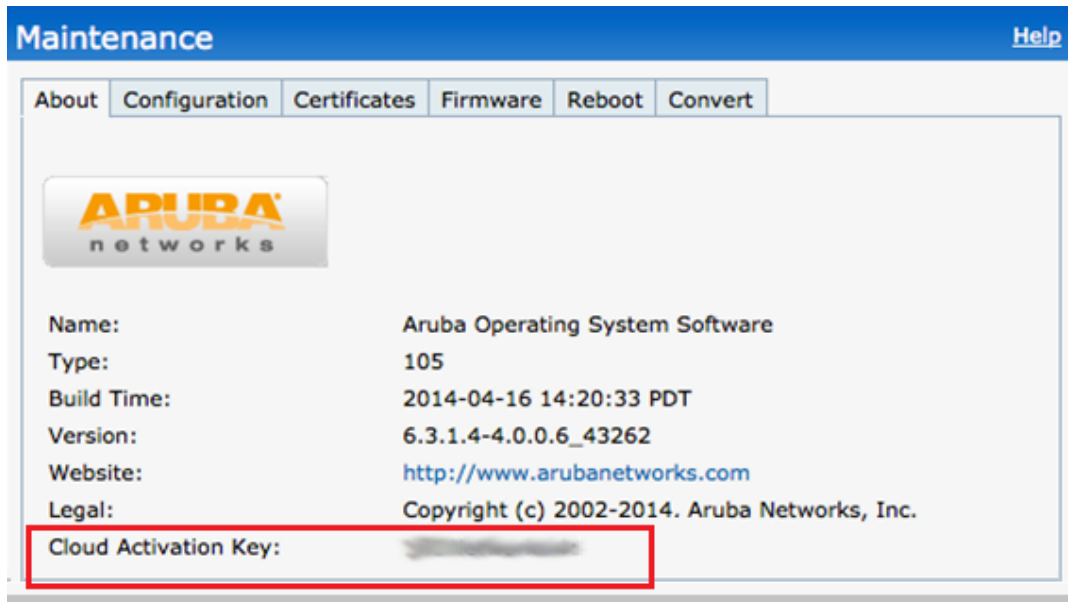 Maintenance Help
About Configuration Certificates Firmware Reboot Convert
ARUBA
networks
Name: Aruba Operating System Software
Type: 105
Build Time: 2014-04-16 14:20:33 PDT
Version: 6.3.1.4-4.0.0.6_43262
Website: http://www.arubanetworks.com
Legal: Copyright (c) 2002-2014. Aruba Networks, Inc.
Cloud Activation Key: